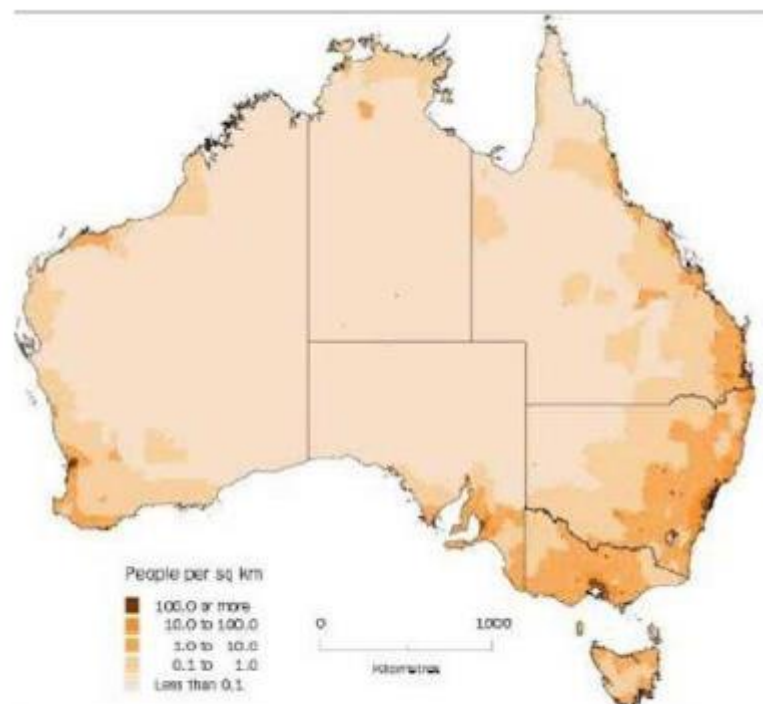 People per sq km
100.0 or more
10.0 to 100.0
1.0 to 10.0
0.1 to 1.0
Less than 0.1
0 1000
Kilometres